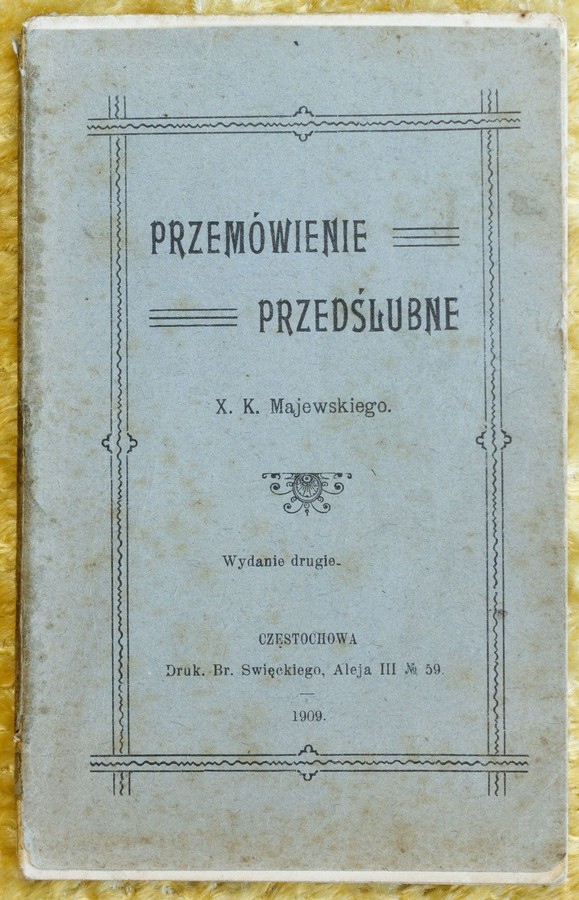 PRZEMÓWIENIE
PRZEDŚLUBNE
X. K. Majewskiego.
Wydanie drugie.
CZĘSTOCHOWA
Druk. Br. Swięckiego, Aleja III № 59.
1909.